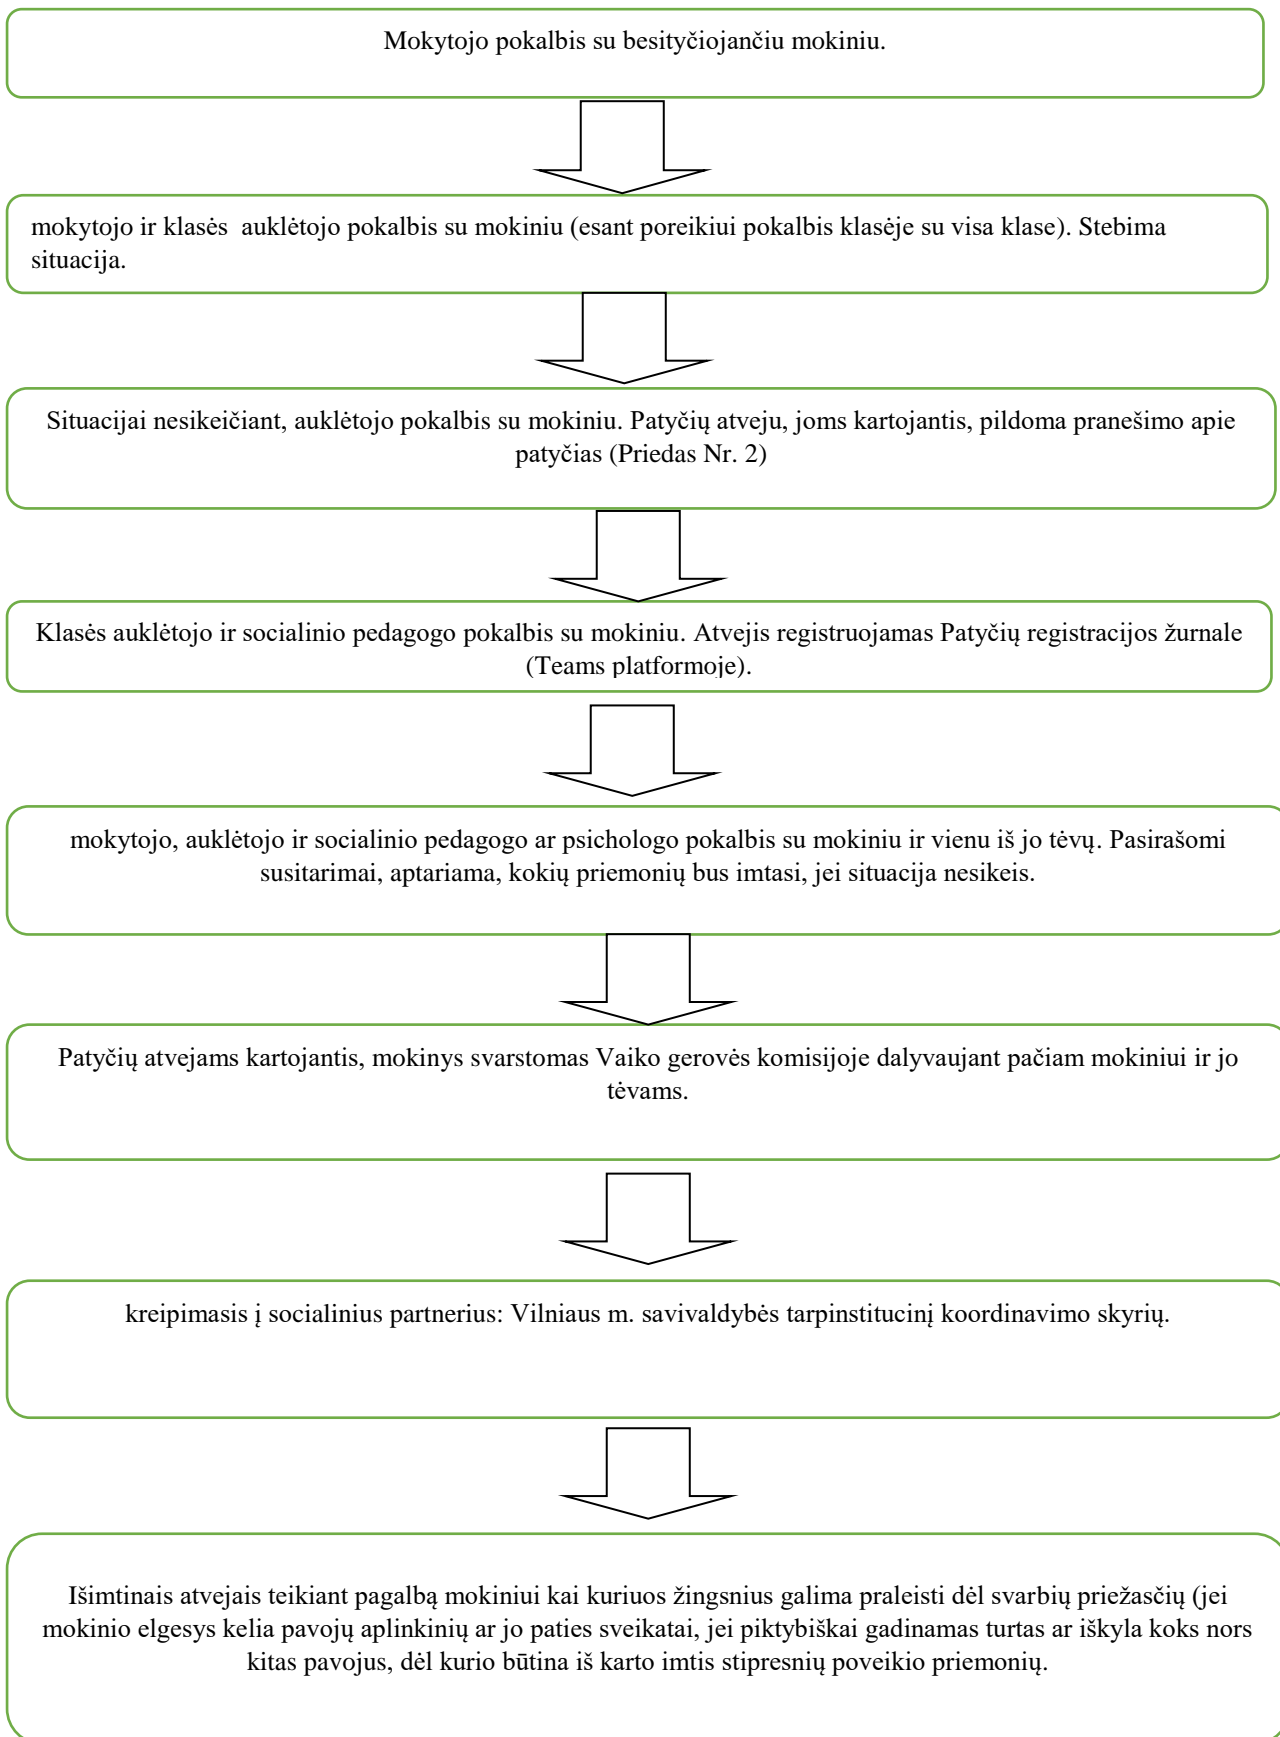 Mokytojo pokalbis su besityčiojančiu mokiniu.
mokytojo ir klasės auklėtojo pokalbis su mokiniu (esant poreikiui pokalbis klasėje su visa klase). Stebima
situacija.
Situacijai nesikeičiant, auklėtojo pokalbis su mokiniu. Patyčių atveju, joms kartojantis, pildoma pranešimo apie
patyčias (Priedas Nr. 2)
Klasės auklėtojo ir socialinio pedagogo pokalbis su mokiniu. Atvejis registruojamas Patyčių registracijos žurnale
(Teams platformoje).
mokytojo, auklėtojo ir socialinio pedagogo ar psichologo pokalbis su mokiniu ir vienu iš jo tėvų. Pasirašomi
susitarimai, aptariama, kokių priemonių bus imtasi, jei situacija nesikeis.
Patyčių atvejams kartojantis, mokinys svarstomas Vaiko gerovės komisijoje dalyvaujant pačiam mokiniui ir jo
tėvams.
kreipimasis į socialinius partnerius: Vilniaus m. savivaldybės tarpinstitucinį koordinavimo skyrių.
Išimtinais atvejais teikiant pagalbą mokiniui kai kuriuos žingsnius galima praleisti dėl svarbių priežasčių (jei
mokinio elgesys kelia pavojų aplinkinių ar jo paties sveikatai, jei piktybiškai gadinamas turtas ar iškyla koks nors
kitas pavojus, dėl kurio būtina iš karto imtis stipresnių poveikio priemonių.